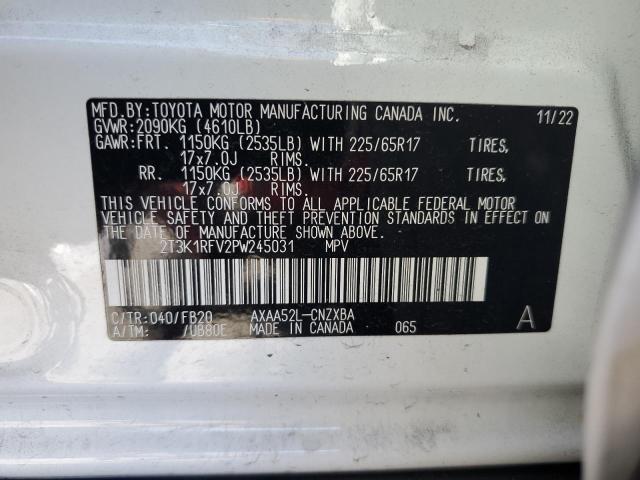 MFD.BY:TOYOTA MOTOR MANUFACTURING CANADA INC. 11/22
GVWR:2090KG (4610LB)
GAWR:FRT. 1150KG (2535LB) WITH 225/65R17 TIRES,
17x7.0J RIMS.
RR. 1150KG (2535LB) WITH 225/65R17 TIRES,
17x7.0J RIMS.
THIS VEHICLE CONFORMS TO ALL APPLICABLE FEDERAL MOTOR
VEHICLE SAFETY AND THEFT PREVENTION STANDARDS IN EFFECT ON
THE DATE OF MANUFACTURE SHOWN ABOVE.
2T3K1RFV2PW245031 MPV
C/TR:040/FB20 AXAA52L-CNZXBA
A/TM: /UB80E MADE IN CANADA 065 A